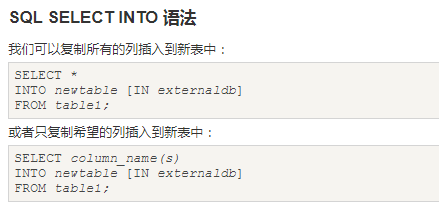 SQL SELECT INTO 语法
我们可以复制所有的列插入到新表中：
SELECT *
INTO newtable [IN externaldb]
FROM table1;
或者只复制希望的列插入到新表中：
SELECT column_name(s)
INTO newtable [IN externaldb]
FROM table1;